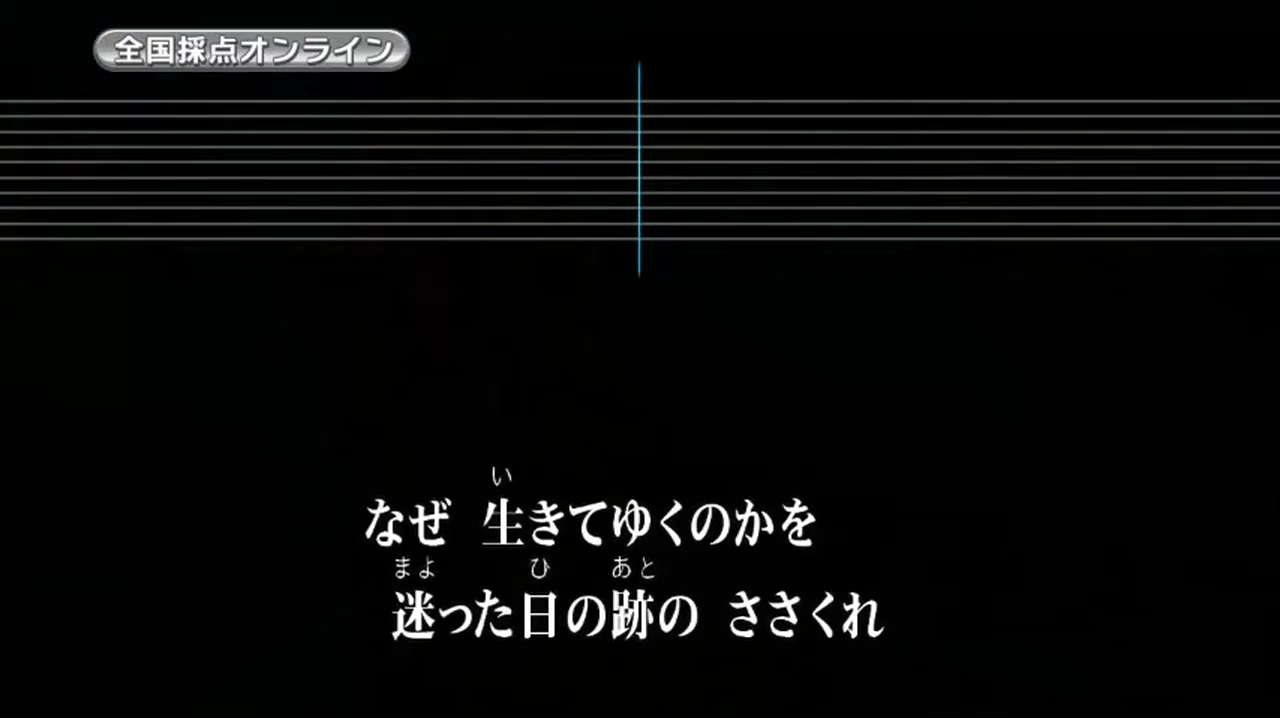 全国採点オンライン
い
なぜ 生きてゆくのかを
まよ ひ あと
迷った日の跡の ささくれ